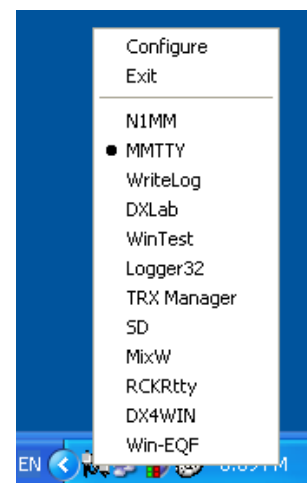 Configure
Exit
N1MM
MMTTY
WriteLog
DXLab
WinTest
Logger32
TRX Manager
SD
MixW
RCKRtty
DX4WIN
Win-EQF
EN